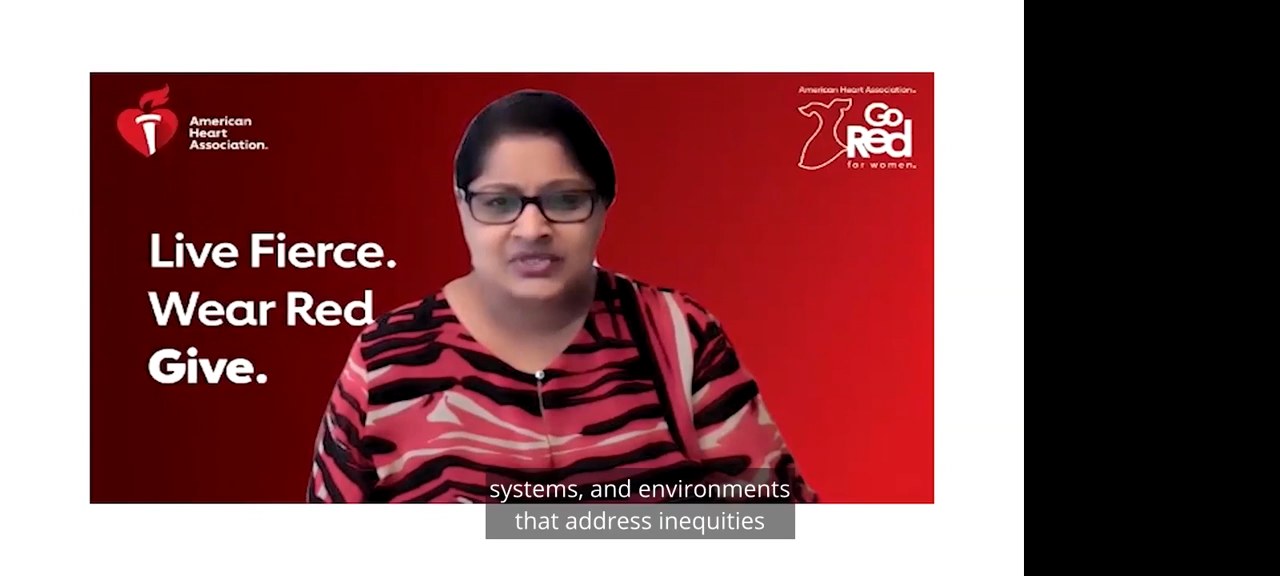 American
Heart
Association.
American Heart Association.
Go
Red
for women.
Live Fierce.
Wear Red
Give.
systems, and environments
that address inequities